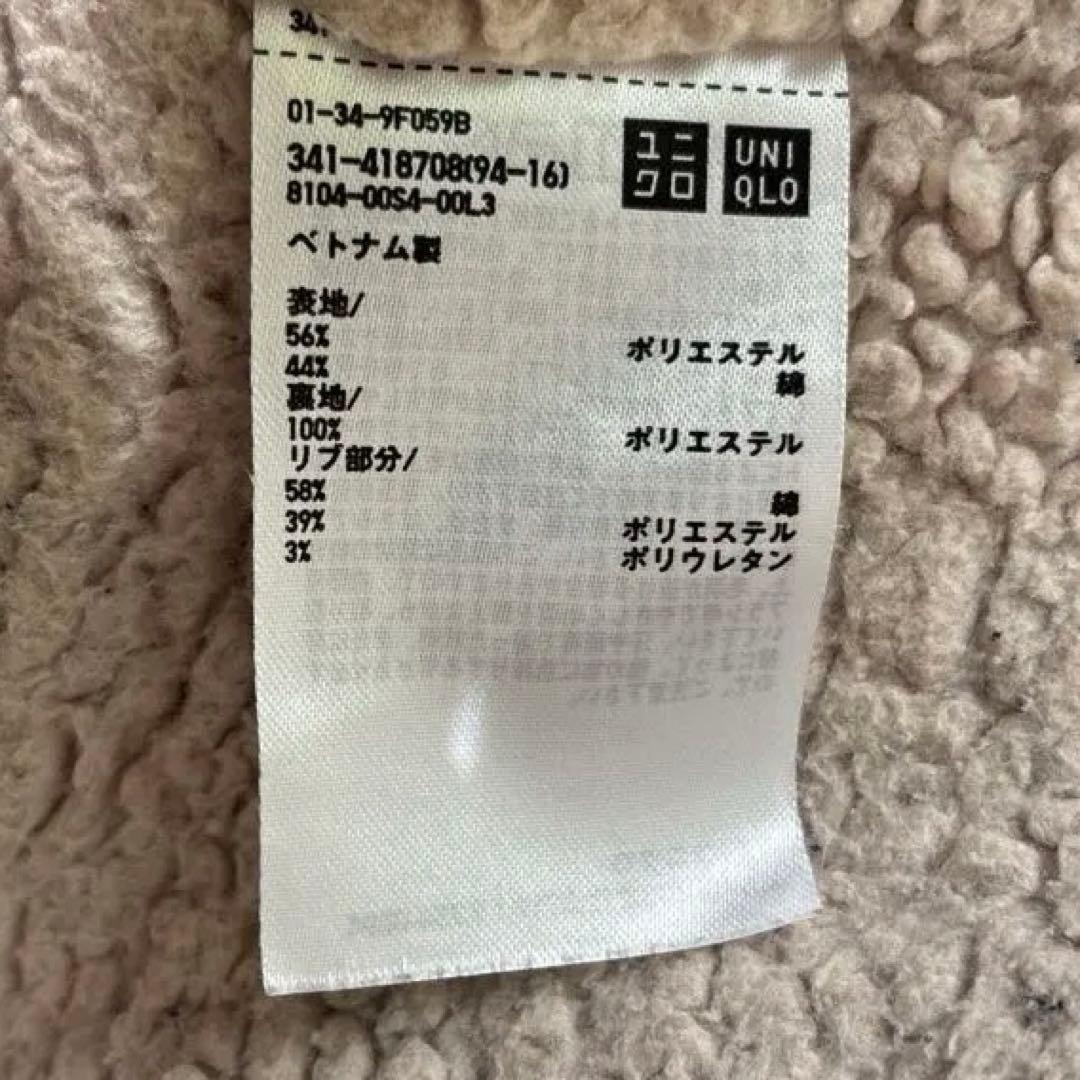 01-34-9F059B
341-418708(94-16)
8104-00S4-00L3
ユニ
クロ
UNI
QLO
ベトナム製
表地/
56% ポリエステル
44% 綿
裏地/
100% ポリエステル
リブ部分/
58% 綿
39% ポリエステル
3% ポリウレタン